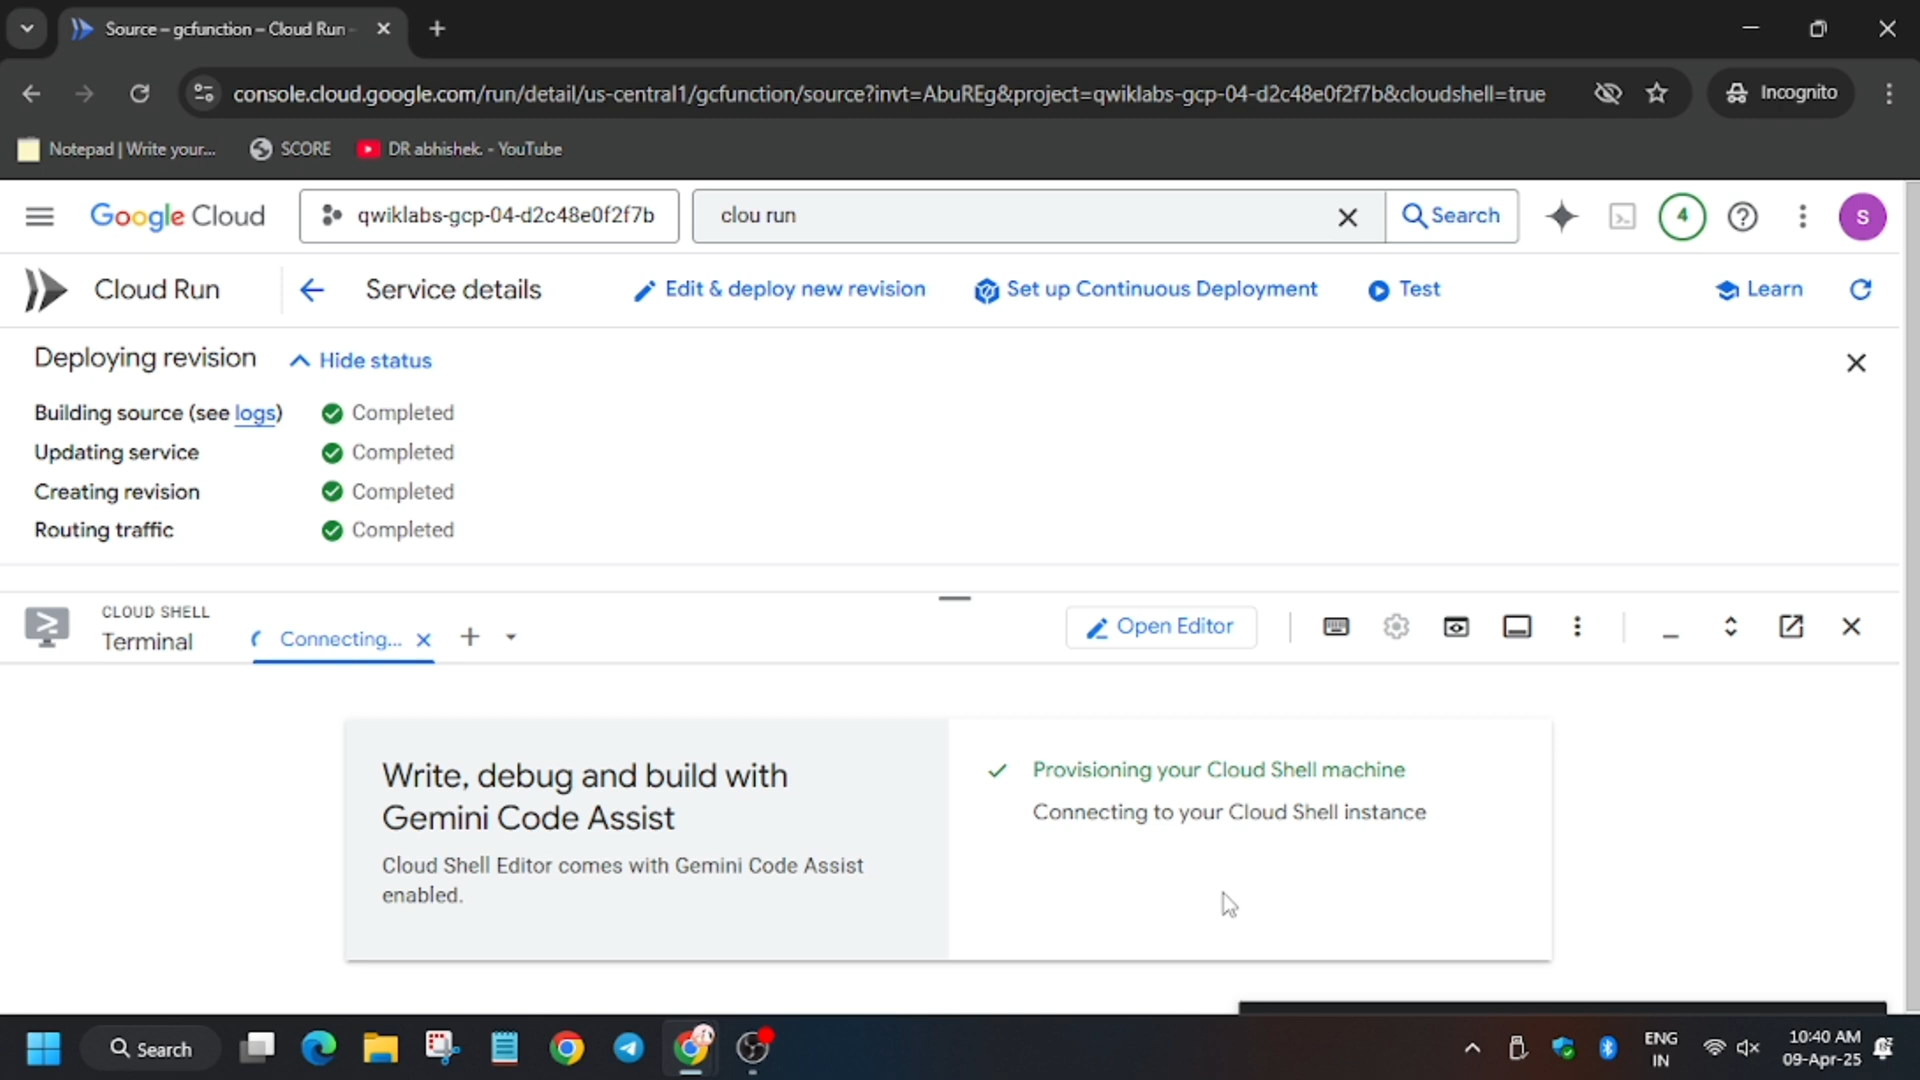 Source – gcfunction – Cloud Run –
console.cloud.google.com/run/detail/us-central1/gcfunction/source?invt=AbuREg&project=qwiklabs-gcp-04-d2c48e0f2f7b&cloudshell=true
Incognito
Notepad | Write your...
SCORE
DR abhishek. - YouTube
Google Cloud
qwiklabs-gcp-04-d2c48e0f2f7b
clou run
Search
4
S
Cloud Run
Service details
Edit & deploy new revision
Set up Continuous Deployment
Test
Learn
Deploying revision
Hide status
Building source (see logs)
Completed
Updating service
Completed
Creating revision
Completed
Routing traffic
Completed
CLOUD SHELL
Terminal
Connecting...
Open Editor
Write, debug and build with
Gemini Code Assist
Cloud Shell Editor comes with Gemini Code Assist
enabled.
Provisioning your Cloud Shell machine
Connecting to your Cloud Shell instance
Search
ENG
IN
10:40 AM
09-Apr-25